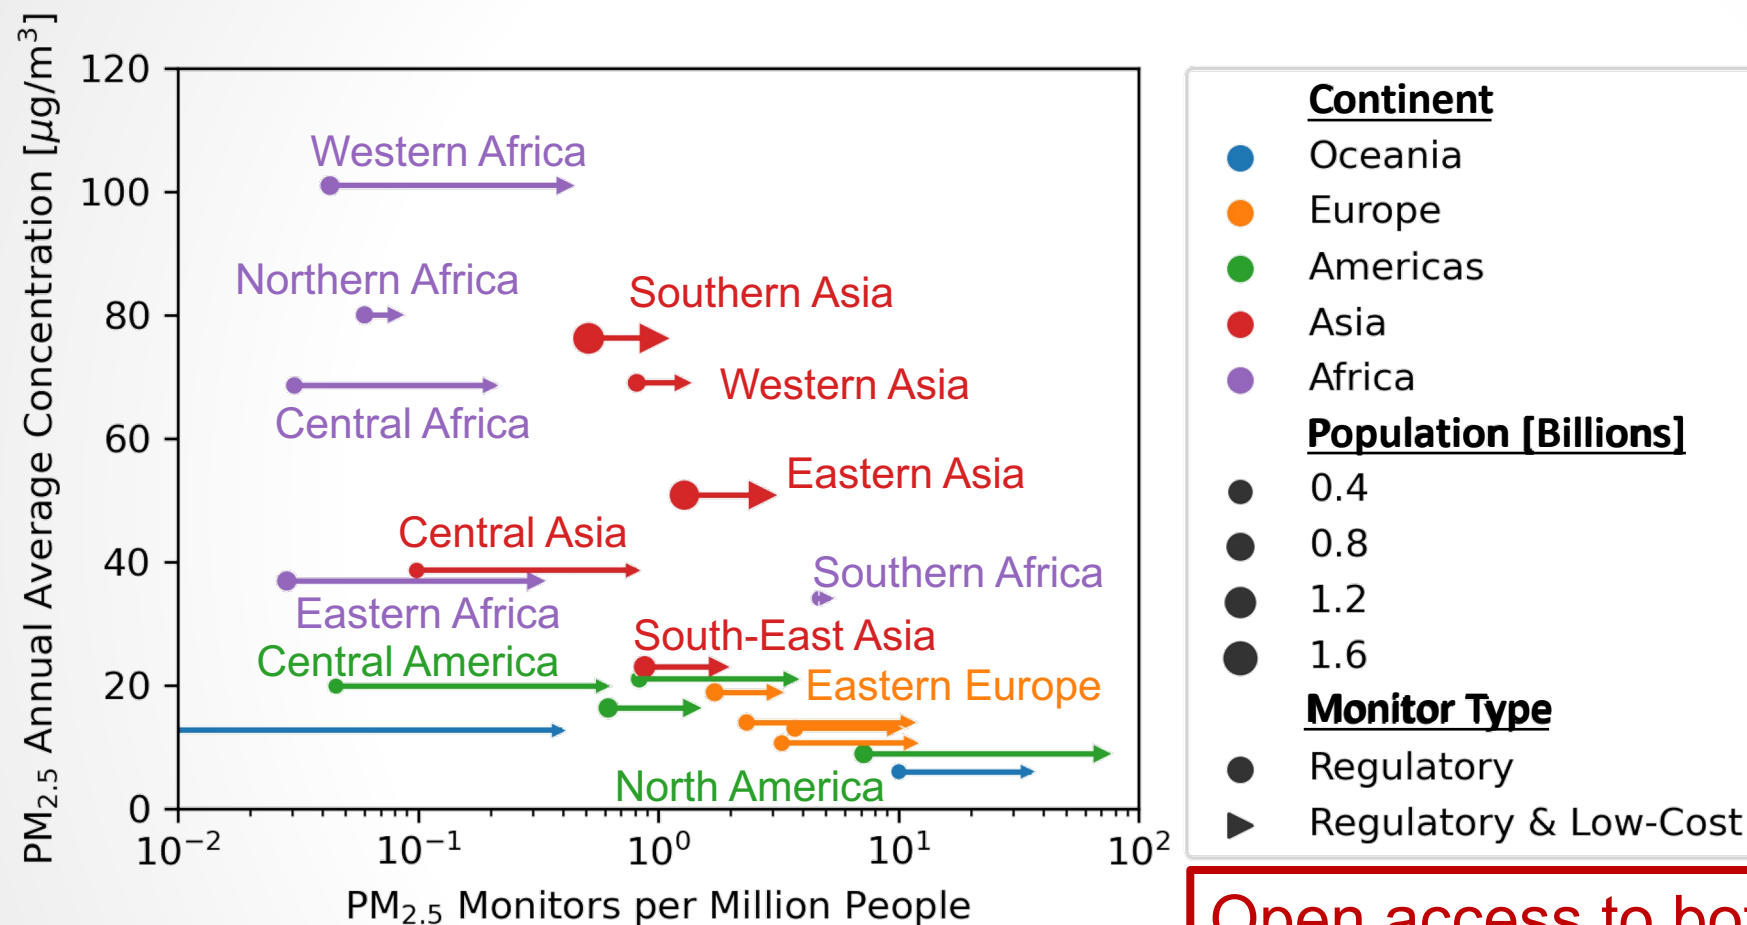 PM2.5 Annual Average Concentration [μg/m³]
120
100
80
60
40
20
0
Western Africa
Northern Africa
Southern Asia
Western Asia
Central Africa
Eastern Asia
Central Asia
Southern Africa
Eastern Africa
South-East Asia
Central America
Eastern Europe
North America
10⁻² 10⁻¹ 10⁰ 10¹ 10²
PM2.5 Monitors per Million People
Continent
Oceania
Europe
Americas
Asia
Africa
Population [Billions]
0.4
0.8
1.2
1.6
Monitor Type
Regulatory
Regulatory & Low-Cost
Open access to